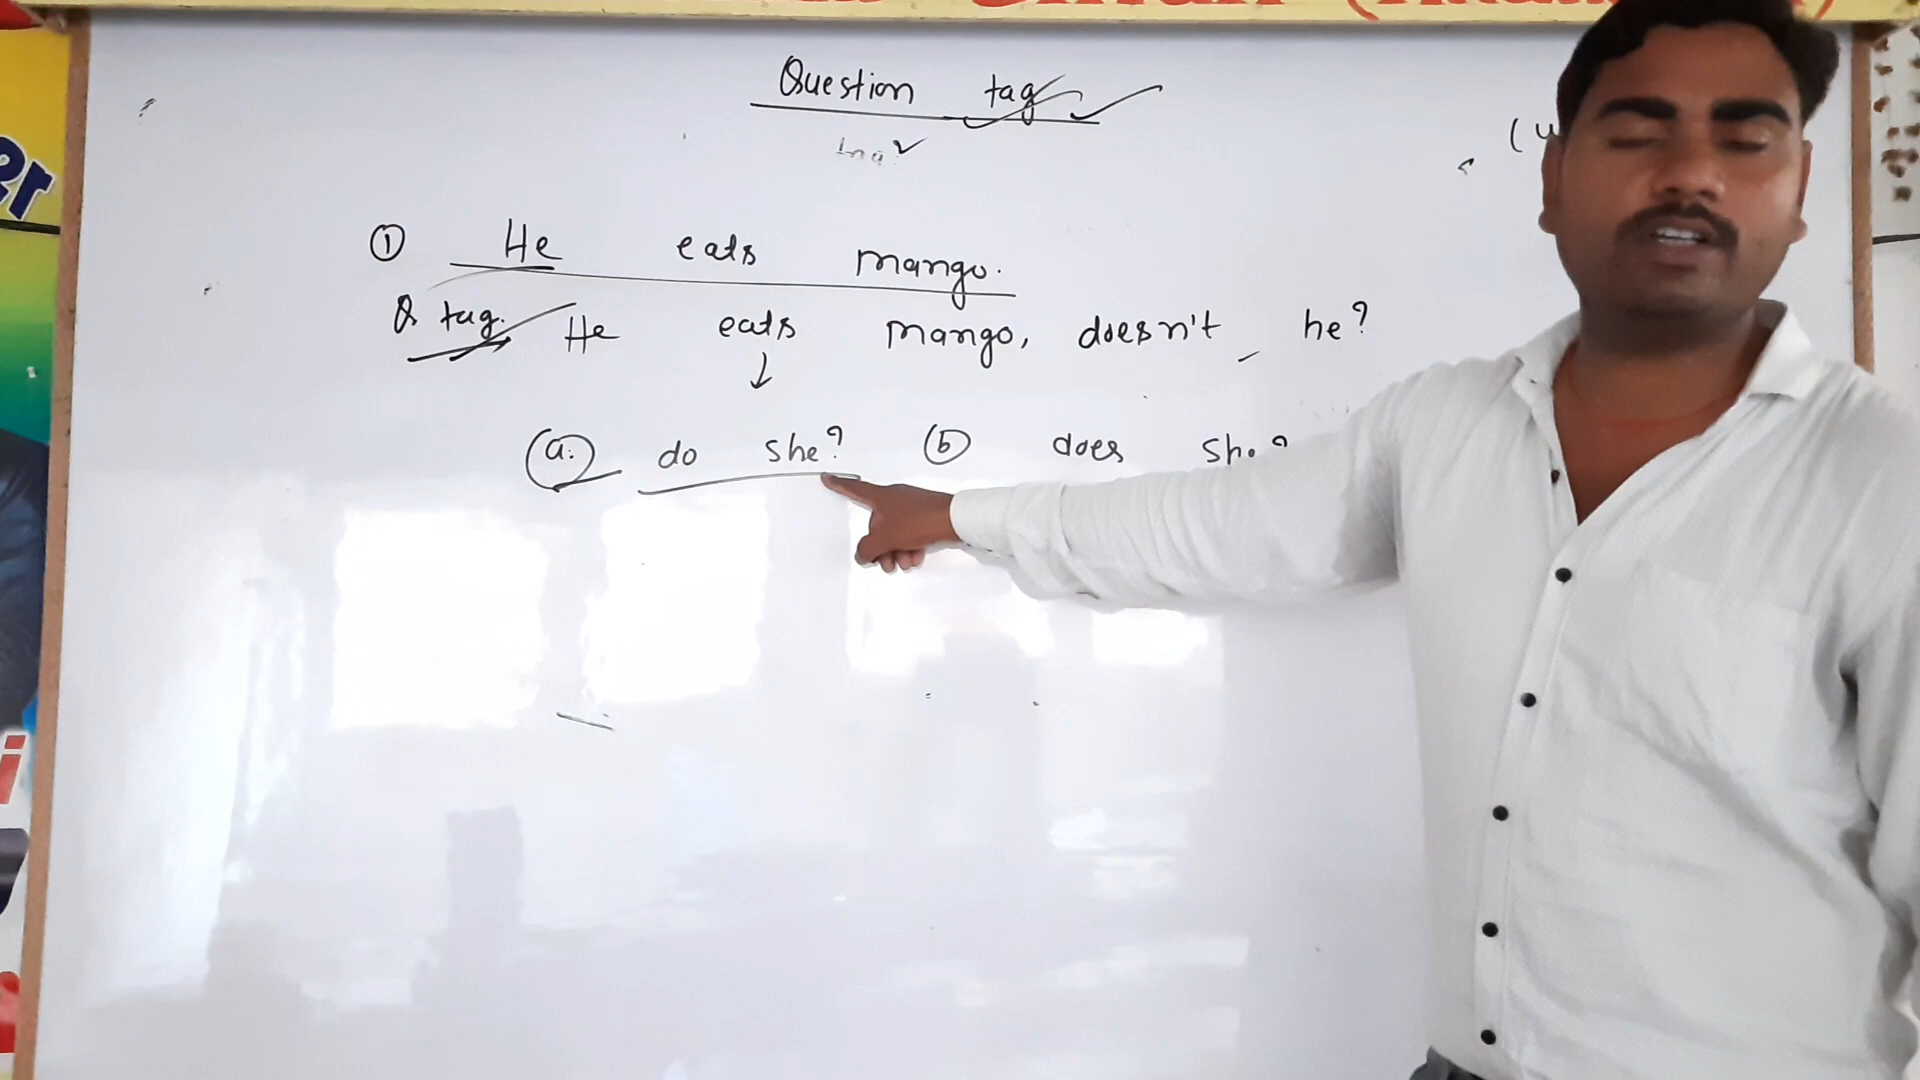 Question tag
① He eats mango.
Q tag. He eats mango, doesn't he?
(a.) do she? (b) does she?